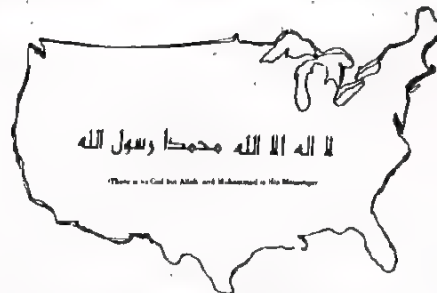 لا اله الا الله محمدا رسول الله
(There is no God but Allah and Muhammad is His Messenger